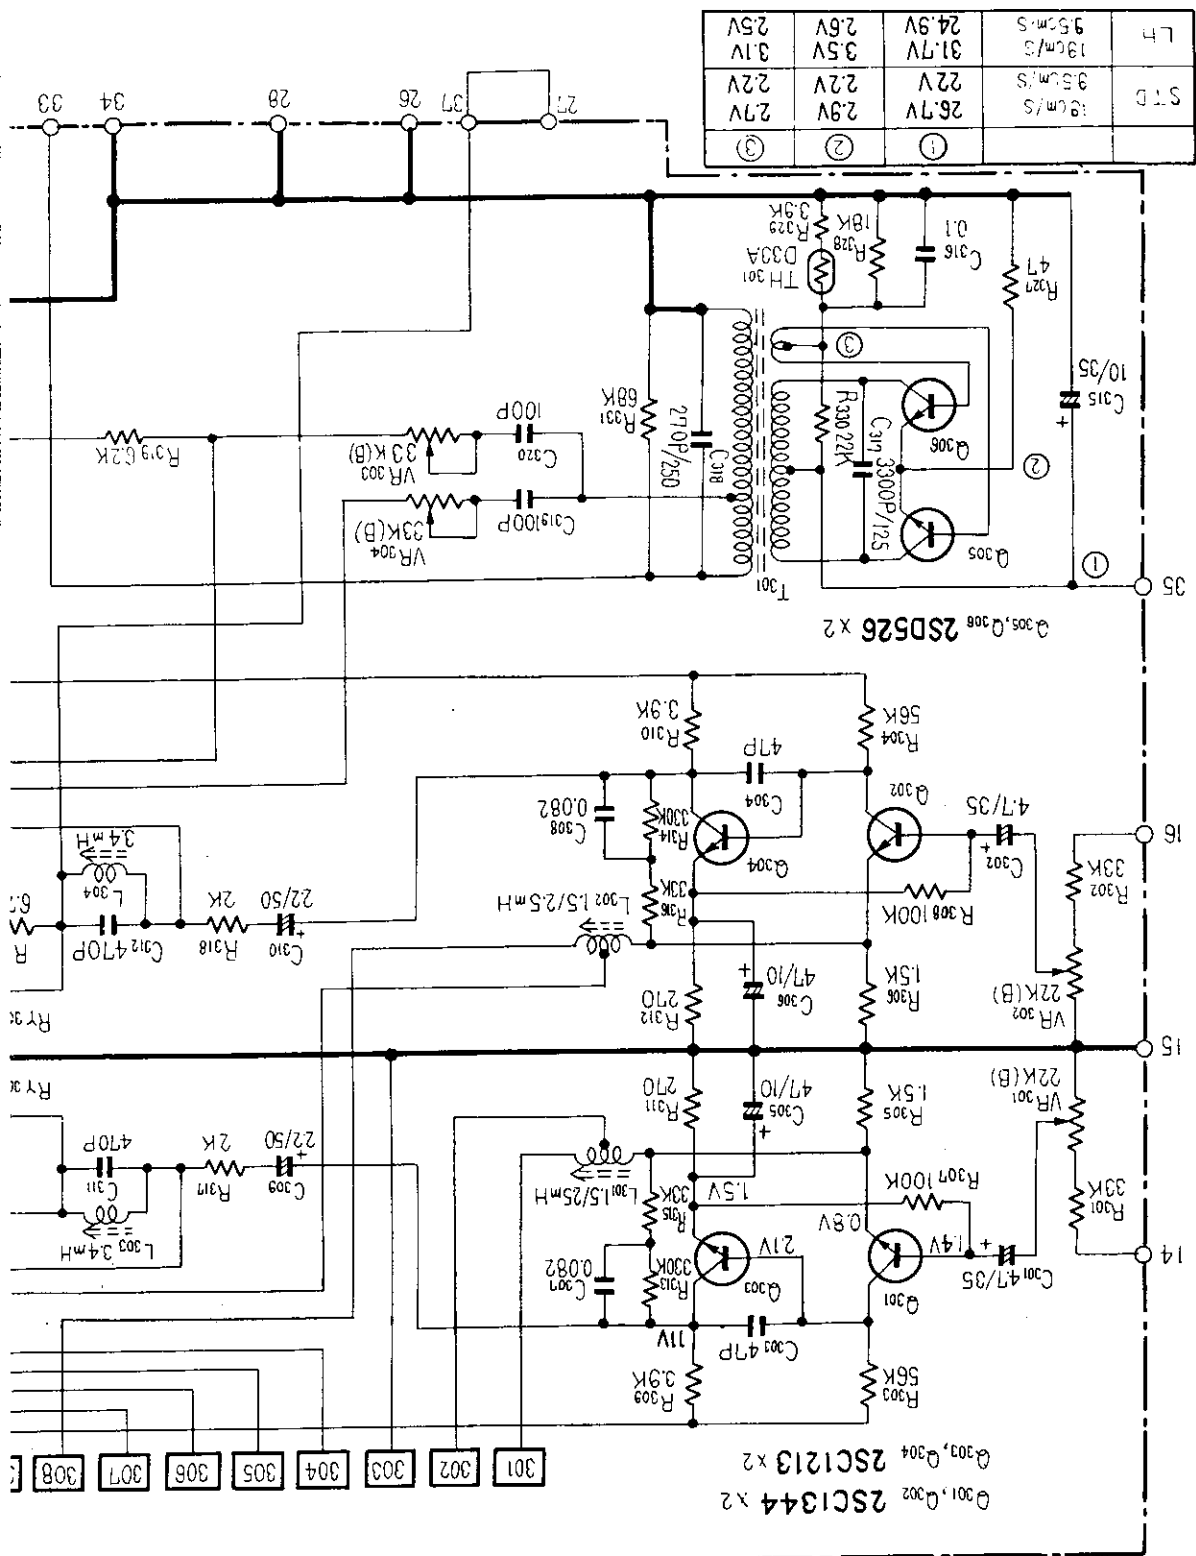 Q301, Q302 2SC1344 x 2
Q303, Q304 2SC1213 x 2
301
302
303
304
305
306
307
308
R303
56K
R309
3.9K
11V
C303 47P
Q301
Q303
2.1V
1.4V
0.8V
1.5V
R313
330K
C307
0.082
R315
33K
L301 1.5/25mH
C301 4.7/35
R307 100K
14
R301
33K
VR301
22K(B)
R305
1.5K
C305
47/10
R311
270
L303 3.4mH
C311
470P
R317
2K
C309
22/50
15
VR302
22K(B)
R302
33K
16
R306
1.5K
C306
47/10
R312
270
R308 100K
C302
4.7/35
Q302
Q304
R316
33K
R314
330K
C308
0.082
L302 1.5/2.5mH
C304
47P
R304
56K
R310
3.9K
C310
22/50
R318
2K
C312 470P
L304
3.4mH
R
Q305, Q306 2SD526 x 2
35
①
②
③
Q305
Q306
C315
10/35
R327
47
C317 3300P/125
R330 22K
T301
C318
270P/250
R331
68K
C319 100P
VR304
33K(B)
C320
100P
VR303
33K(B)
R319 6.2K
C316
0.1
R328
18K
R329
3.9K
TH301
D33A
27
37
26
28
34
33
① ② ③
STD 19cm/S 26.7V 2.9V 2.7V
9.5cm/S 22V 2.2V 2.2V
LH 19cm/S 31.7V 3.5V 3.1V
9.5cm/S 24.9V 2.6V 2.5V